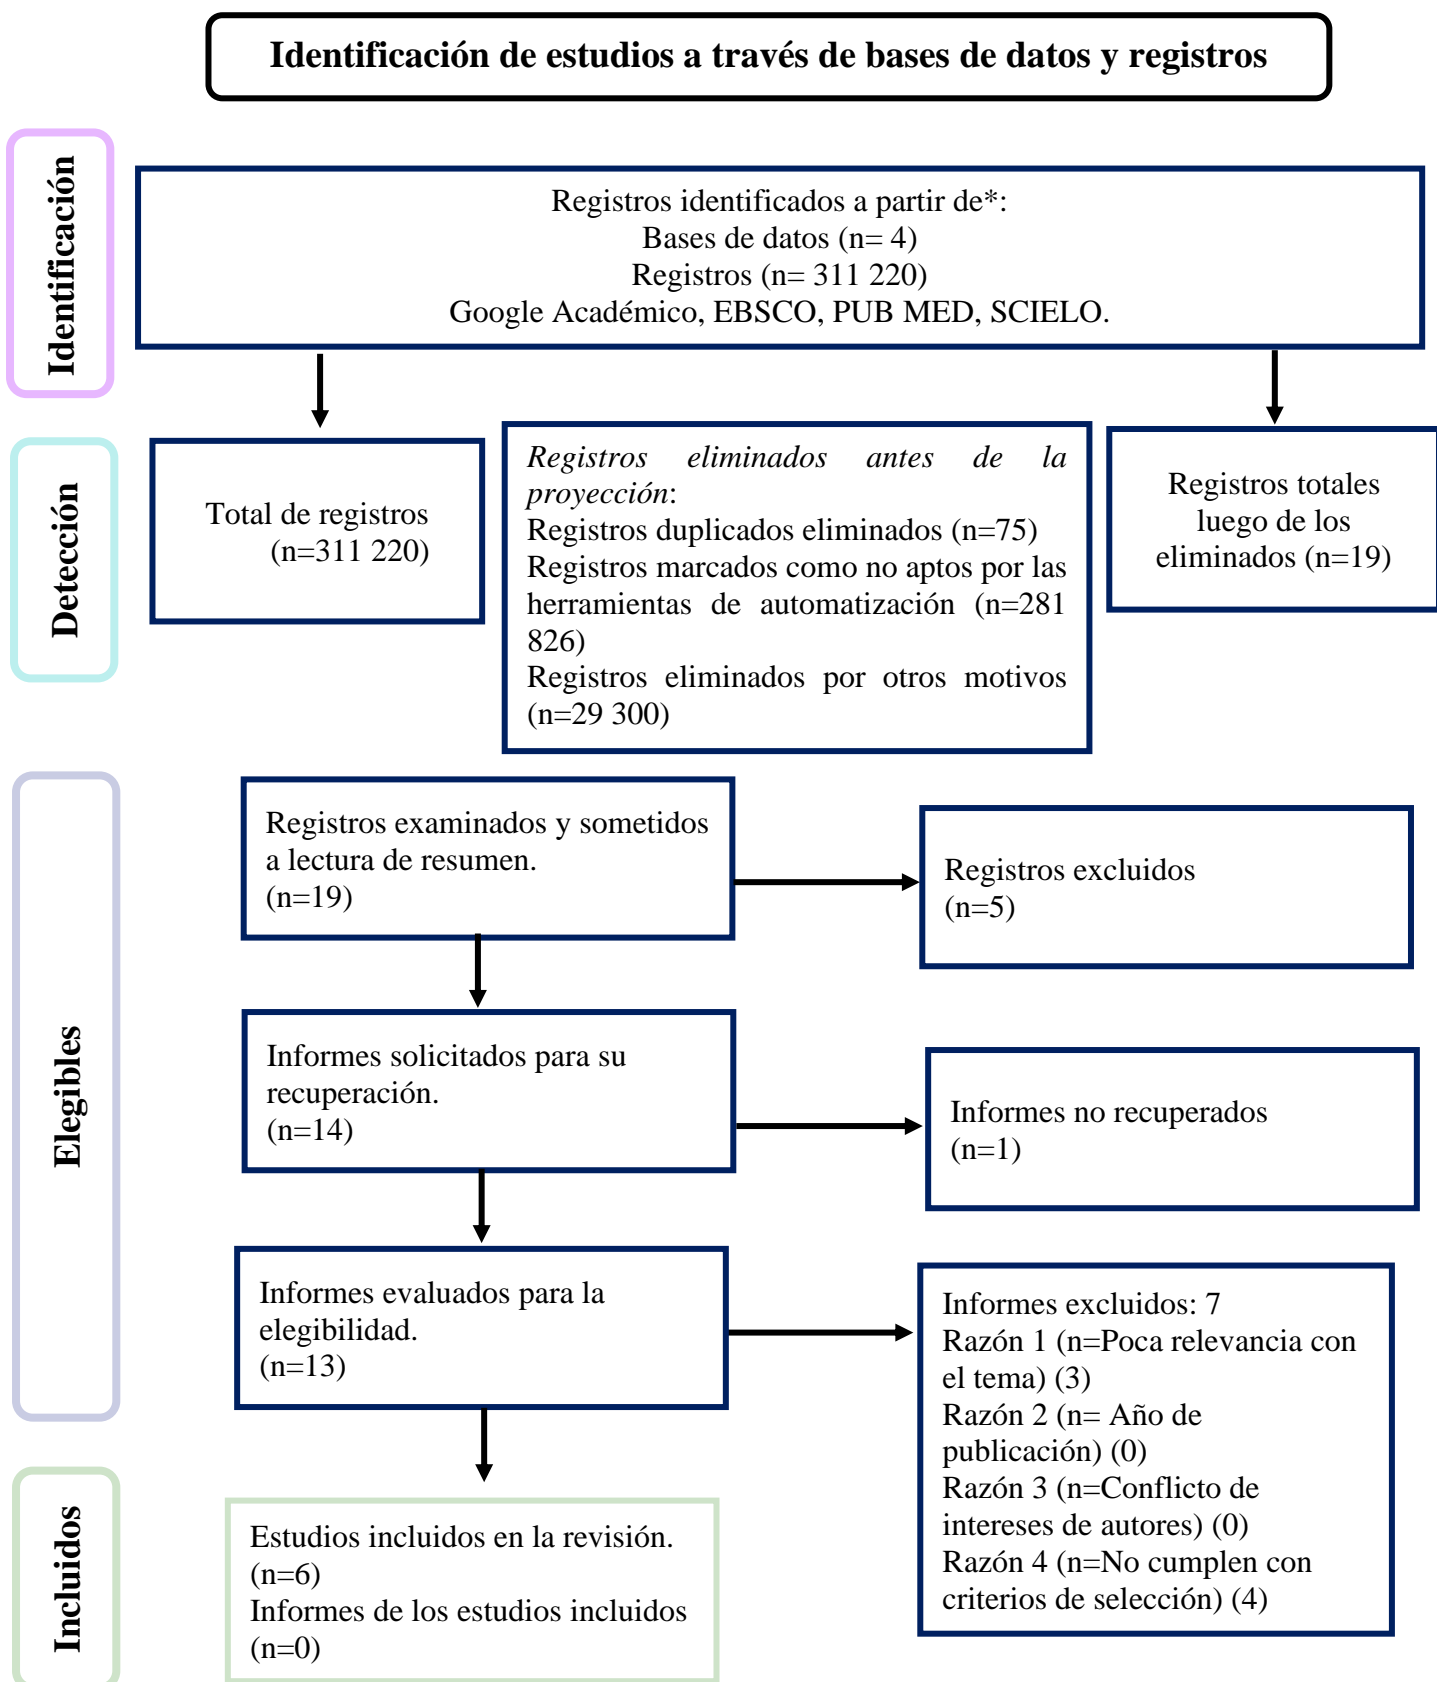 Identificación de estudios a través de bases de datos y registros
Identificación
Registros identificados a partir de*:
Bases de datos (n= 4)
Registros (n= 311 220)
Google Académico, EBSCO, PUB MED, SCIELO.
Detección
Total de registros
(n=311 220)
Registros eliminados antes de la
proyección:
Registros duplicados eliminados (n=75)
Registros marcados como no aptos por las
herramientas de automatización (n=281
826)
Registros eliminados por otros motivos
(n=29 300)
Registros totales
luego de los
eliminados (n=19)
Elegibles
Registros examinados y sometidos
a lectura de resumen.
(n=19)
Registros excluidos
(n=5)
Informes solicitados para su
recuperación.
(n=14)
Informes no recuperados
(n=1)
Informes evaluados para la
elegibilidad.
(n=13)
Informes excluidos: 7
Razón 1 (n=Poca relevancia con
el tema) (3)
Razón 2 (n= Año de
publicación) (0)
Razón 3 (n=Conflicto de
intereses de autores) (0)
Razón 4 (n=No cumplen con
criterios de selección) (4)
Incluidos
Estudios incluidos en la revisión.
(n=6)
Informes de los estudios incluidos
(n=0)